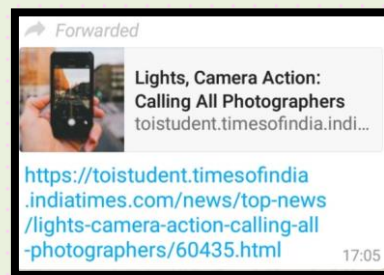 Forwarded
Lights, Camera Action:
Calling All Photographers
toistudent.timesofindia.indi...
https://toistudent.timesofindia
.indiatimes.com/news/top-news
/lights-camera-action-calling-all
-photographers/60435.html
17:05